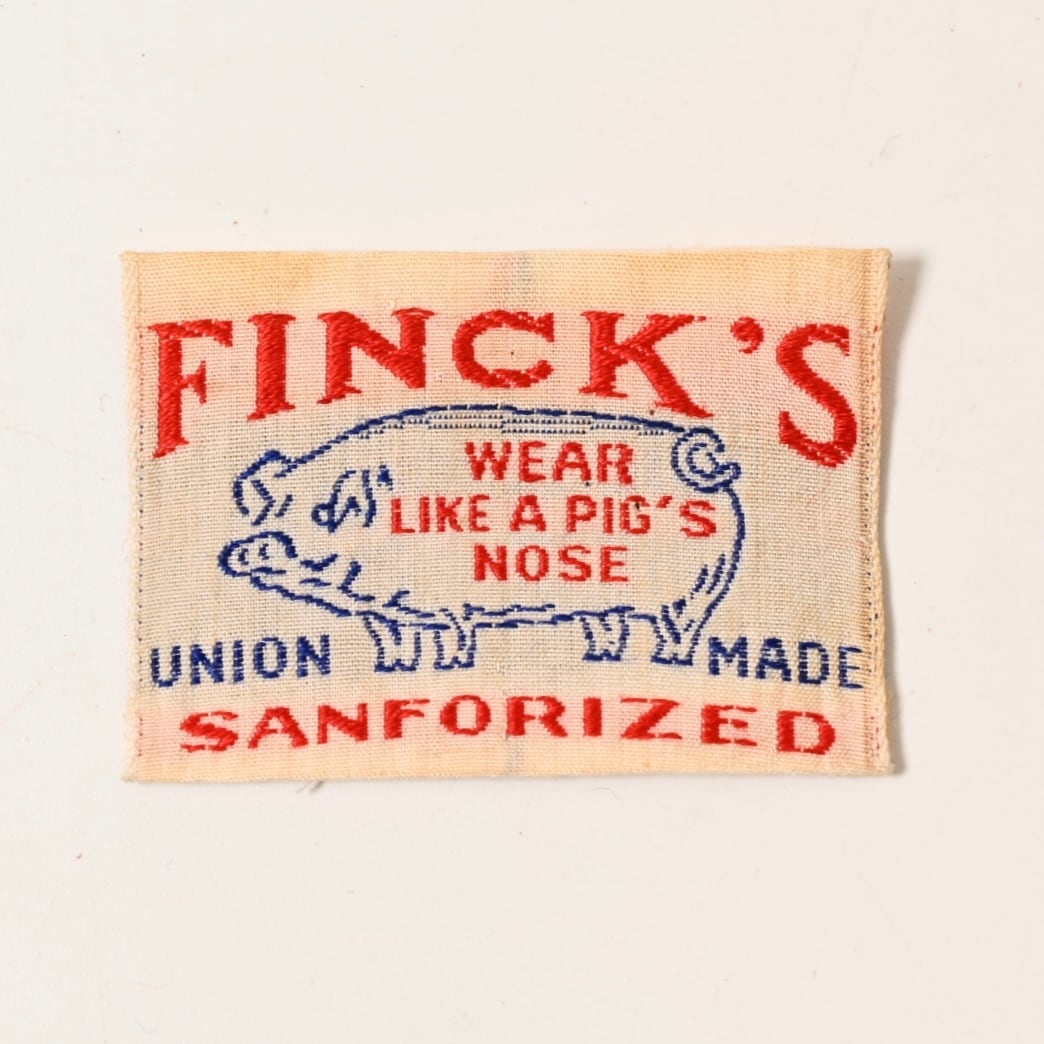 FINCK'S
WEAR
LIKE A PIG'S
NOSE
UNION MADE
SANFORIZED